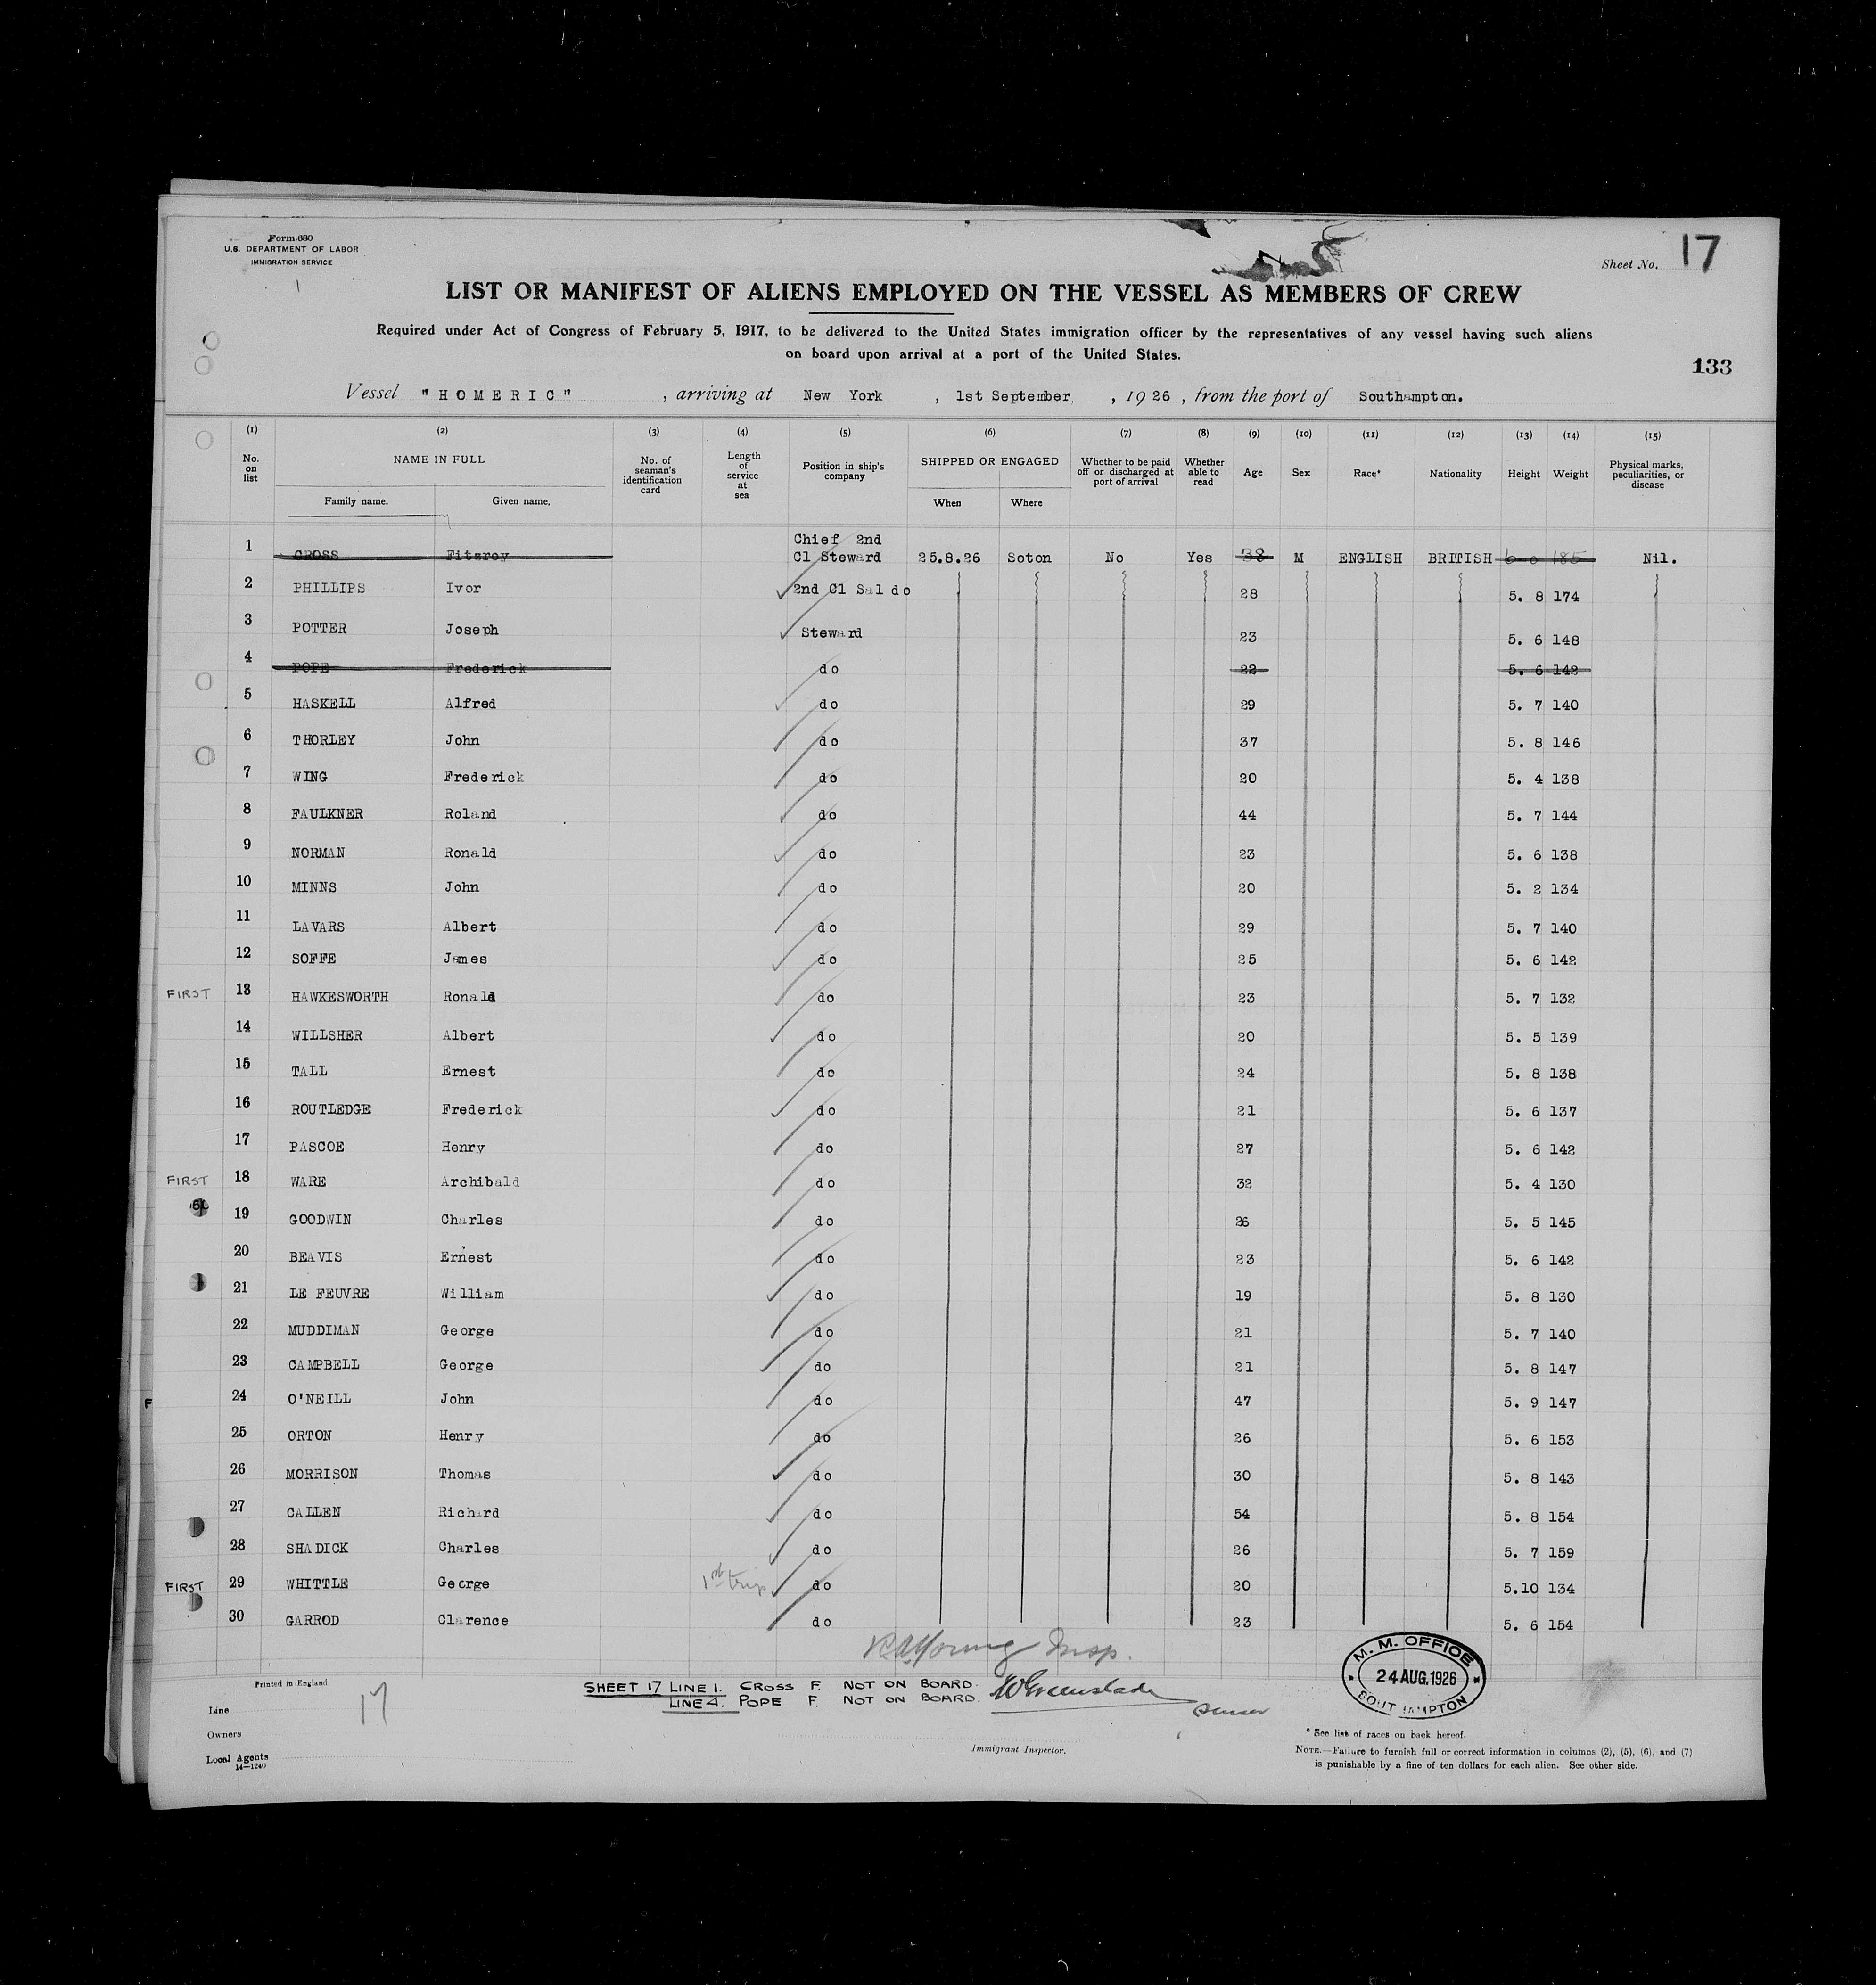 Form 680
U.S. DEPARTMENT OF LABOR
IMMIGRATION SERVICE
Sheet No. 17
LIST OR MANIFEST OF ALIENS EMPLOYED ON THE VESSEL AS MEMBERS OF CREW
Required under Act of Congress of February 5, 1917, to be delivered to the United States immigration officer by the representatives of any vessel having such aliens
on board upon arrival at a port of the United States.
133
Vessel "HOMERIC", arriving at New York, 1st September, 1926, from the port of Southampton.
(1) (2) (3) (4) (5) (6) (7) (8) (9) (10) (11) (12) (13) (14) (15)
No. on list NAME IN FULL Family name. Given name. No. of seaman's identification card Length of service at sea Position in ship's company SHIPPED OR ENGAGED When Where Whether to be paid off or discharged at port of arrival Whether able to read Age Sex Race* Nationality Height Weight Physical marks, peculiarities, or disease
1 CROSS Fitzroy Chief 2nd Cl Steward 25.8.26 Soton No Yes 38 M ENGLISH BRITISH 6 0 185 Nil.
2 PHILLIPS Ivor 2nd Cl Sal do 28 5. 8 174
3 POTTER Joseph Steward 23 5. 6 148
4 POPE Frederick do 22 5. 6 142
5 HASKELL Alfred do 29 5. 7 140
6 THORLEY John do 37 5. 8 146
7 WING Frederick do 20 5. 4 138
8 FAULKNER Roland do 44 5. 7 144
9 NORMAN Ronald do 23 5. 6 138
10 MINNS John do 20 5. 2 134
11 LAVARS Albert do 29 5. 7 140
12 SOFFE James do 25 5. 6 142
FIRST 13 HAWKESWORTH Ronald do 23 5. 7 132
14 WILLSHER Albert do 20 5. 5 139
15 TALL Ernest do 24 5. 8 138
16 ROUTLEDGE Frederick do 21 5. 6 137
17 PASCOE Henry do 27 5. 6 142
FIRST 18 WARE Archibald do 32 5. 4 130
19 GOODWIN Charles do 26 5. 5 145
20 BEAVIS Ernest do 23 5. 6 142
21 LE FEUVRE William do 19 5. 8 130
22 MUDDIMAN George do 21 5. 7 140
23 CAMPBELL George do 21 5. 8 147
24 O'NEILL John do 47 5. 9 147
25 ORTON Henry do 26 5. 6 153
26 MORRISON Thomas do 30 5. 8 143
27 CALLEN Richard do 54 5. 8 154
28 SHADICK Charles do 26 5. 7 159
FIRST 29 WHITTLE George 1st trip do 20 5.10 134
30 GARROD Clarence do 23 5. 6 154
Young Insp.
M. M. OFFICE
24 AUG.1926
SOUTHAMPTON
Printed in England
SHEET 17 LINE 1. CROSS F. NOT ON BOARD.
LINE 4. POPE F. NOT ON BOARD.
Line
17
Owners
Local Agents
14—1240
Immigrant Inspector.
* See list of races on back hereof.
NOTE.—Failure to furnish full or correct information in columns (2), (5), (6), and (7)
is punishable by a fine of ten dollars for each alien. See other side.